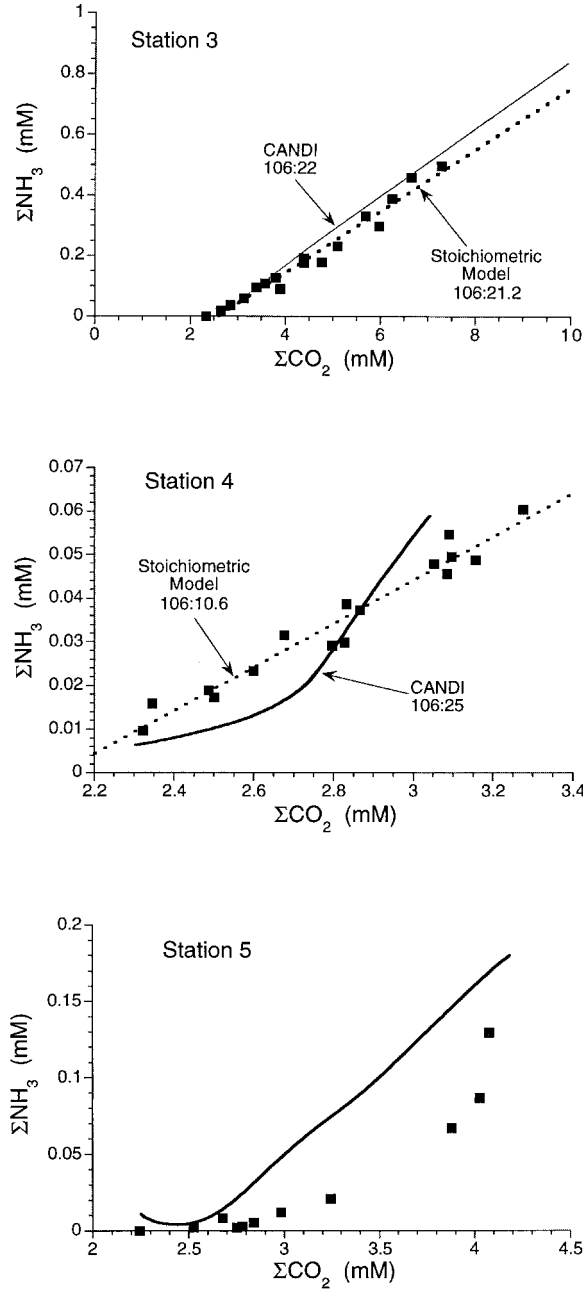 Station 3
1
0.8
0.6
0.4
0.2
0
ΣNH₃ (mM)
CANDI
106:22
Stoichiometric
Model
106:21.2
0 2 4 6 8 10
ΣCO₂ (mM)
Station 4
0.07
0.06
0.05
0.04
0.03
0.02
0.01
0
ΣNH₃ (mM)
Stoichiometric
Model
106:10.6
CANDI
106:25
2.2 2.4 2.6 2.8 3 3.2 3.4
ΣCO₂ (mM)
Station 5
0.2
0.15
0.1
0.05
0
ΣNH₃ (mM)
2 2.5 3 3.5 4 4.5
ΣCO₂ (mM)